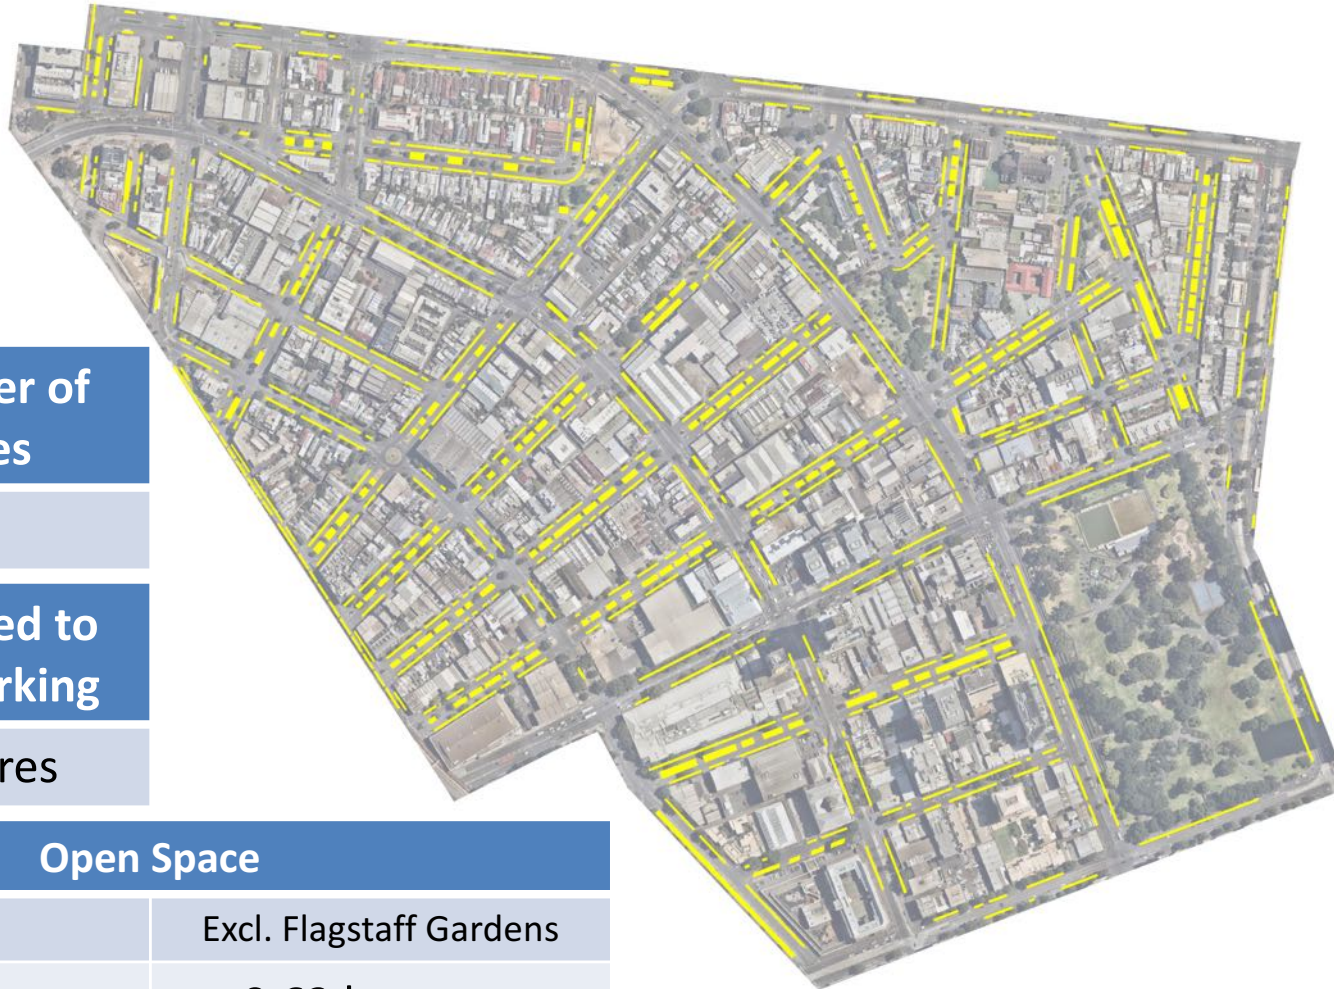 er of
es
ed to
rking
res
Open Space
Excl. Flagstaff Gardens